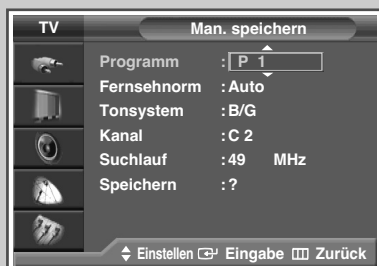 TV
Man. speichern
Programm : P 1
Fernsehnorm : Auto
Tonsystem : B/G
Kanal : C 2
Suchlauf : 49 MHz
Speichern : ?
Einstellen Eingabe Zurück